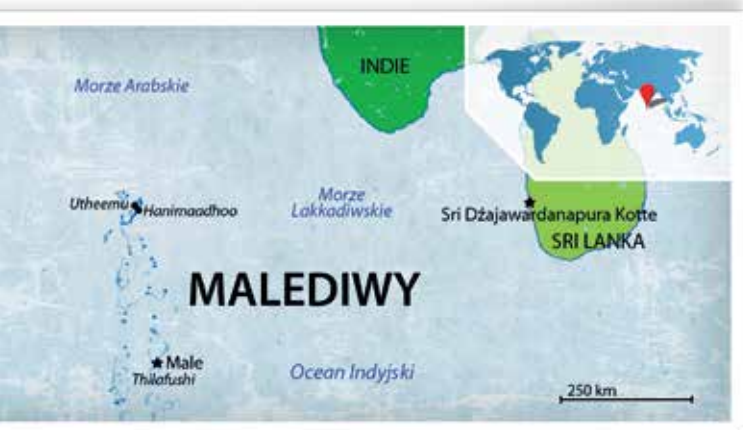 INDIE
Morze Arabskie
Morze
Lakkadiwskie
Utheemu
Hanimaadhoo
Sri Dżajawardanapura Kotte
SRI LANKA
MALEDIWY
Male
Thilafushi
Ocean Indyjski
250 km